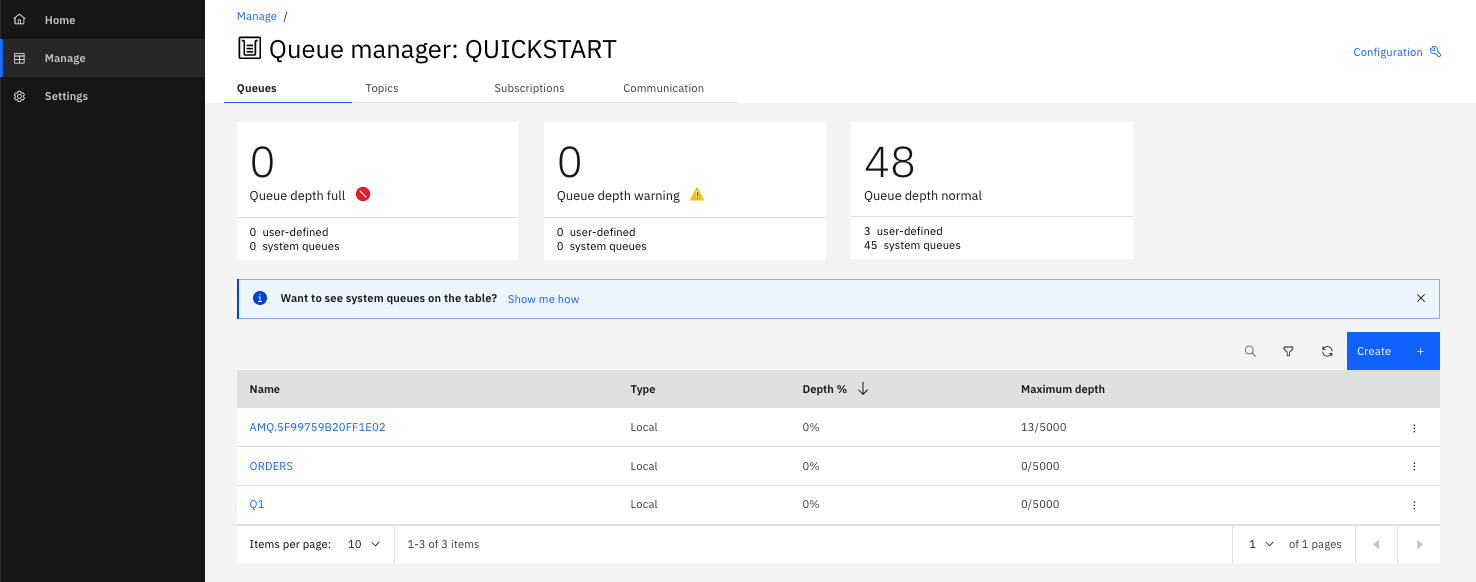 Home
Manage
Settings
Manage /
Queue manager: QUICKSTART
Configuration
Queues Topics Subscriptions Communication
0
Queue depth full
0 user-defined
0 system queues
0
Queue depth warning
0 user-defined
0 system queues
48
Queue depth normal
3 user-defined
45 system queues
Want to see system queues on the table? Show me how
Create +
Name Type Depth % Maximum depth
AMQ.5F99759B20FF1E02 Local 0% 13/5000
ORDERS Local 0% 0/5000
Q1 Local 0% 0/5000
Items per page: 10 1-3 of 3 items 1 of 1 pages